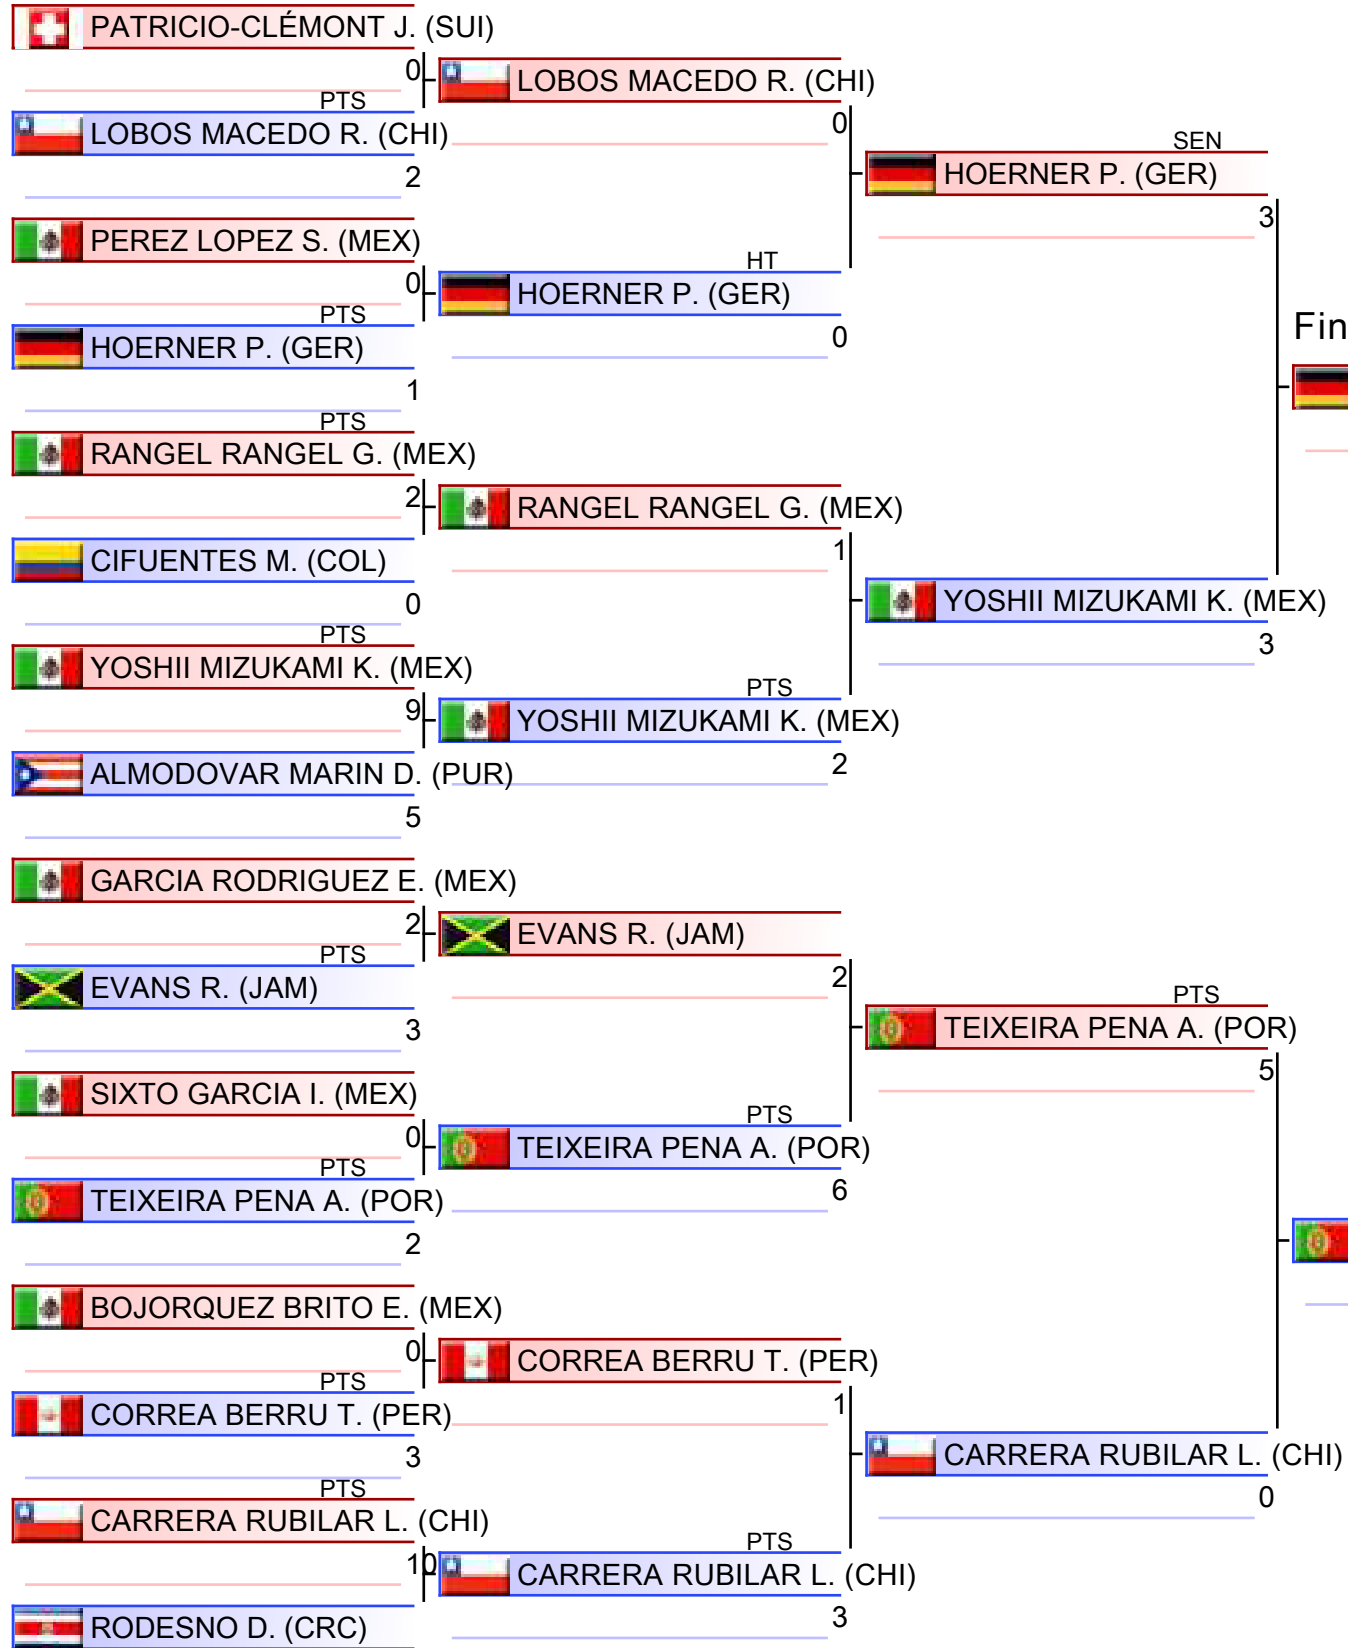 PATRICIO-CLÉMONT J. (SUI)
0
PTS
LOBOS MACEDO R. (CHI)
2
PEREZ LOPEZ S. (MEX)
0
PTS
HOERNER P. (GER)
1
PTS
RANGEL RANGEL G. (MEX)
2
CIFUENTES M. (COL)
0
PTS
YOSHII MIZUKAMI K. (MEX)
9
ALMODOVAR MARIN D. (PUR)
5
GARCIA RODRIGUEZ E. (MEX)
2
PTS
EVANS R. (JAM)
3
SIXTO GARCIA I. (MEX)
0
PTS
TEIXEIRA PENA A. (POR)
2
BOJORQUEZ BRITO E. (MEX)
0
PTS
CORREA BERRU T. (PER)
3
PTS
CARRERA RUBILAR L. (CHI)
10
RODESNO D. (CRC)
LOBOS MACEDO R. (CHI)
0
HT
HOERNER P. (GER)
0
RANGEL RANGEL G. (MEX)
1
PTS
YOSHII MIZUKAMI K. (MEX)
2
EVANS R. (JAM)
2
PTS
TEIXEIRA PENA A. (POR)
6
CORREA BERRU T. (PER)
1
PTS
CARRERA RUBILAR L. (CHI)
3
SEN
HOERNER P. (GER)
3
YOSHII MIZUKAMI K. (MEX)
3
PTS
TEIXEIRA PENA A. (POR)
5
CARRERA RUBILAR L. (CHI)
0
Fin